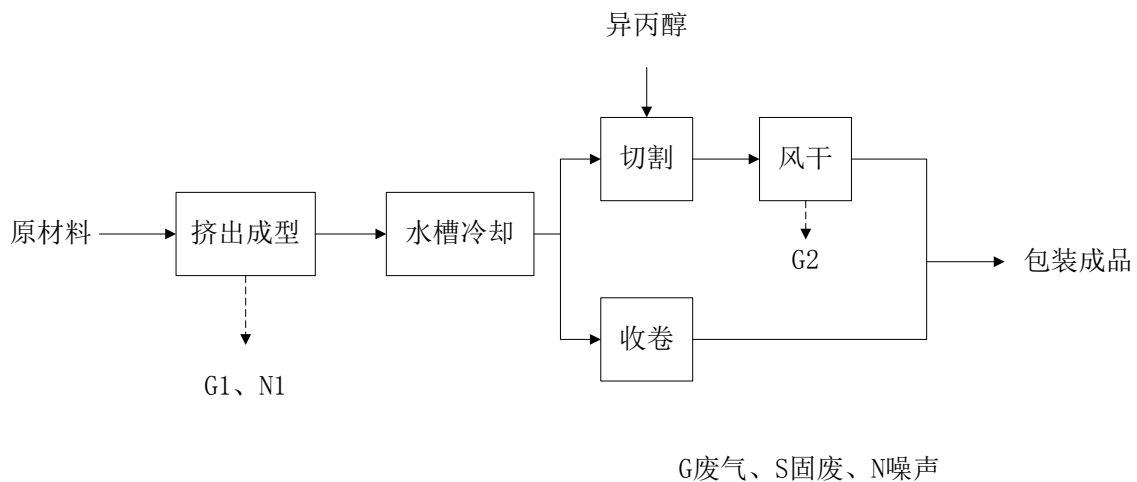 异丙醇
切割
风干
原材料
挤出成型
水槽冷却
G2
包装成品
收卷
G1、N1
G废气、S固废、N噪声